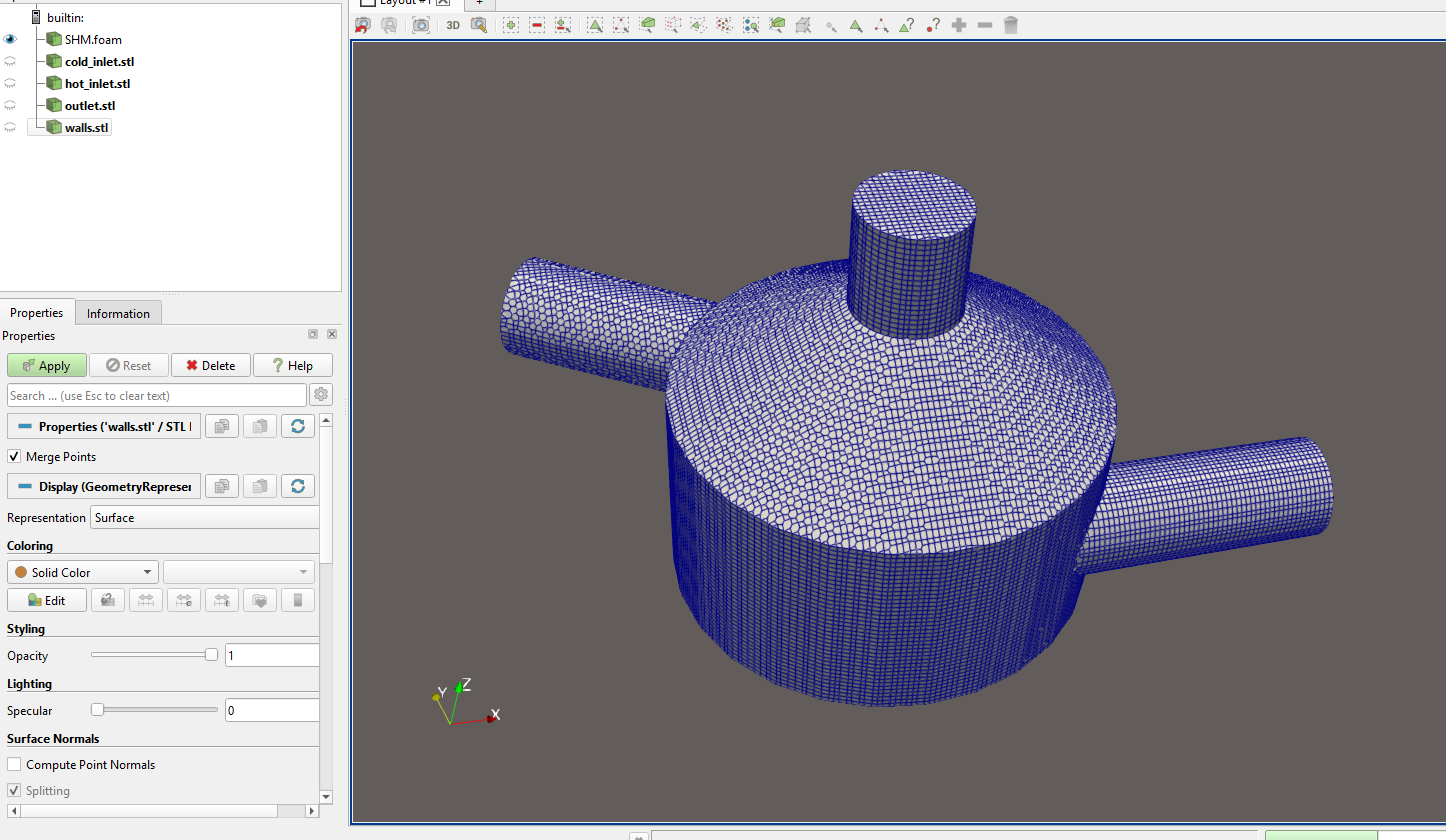 Layout #1
+
builtin:
SHM.foam
cold_inlet.stl
hot_inlet.stl
outlet.stl
walls.stl
3D
Properties
Information
Properties
Apply
Reset
Delete
? Help
Search ... (use Esc to clear text)
Properties ('walls.stl' / STL
Merge Points
Display (GeometryRepreser
Representation Surface
Coloring
Solid Color
Edit
Styling
Opacity 1
Lighting
Specular 0
Surface Normals
Compute Point Normals
Splitting
Y Z
X